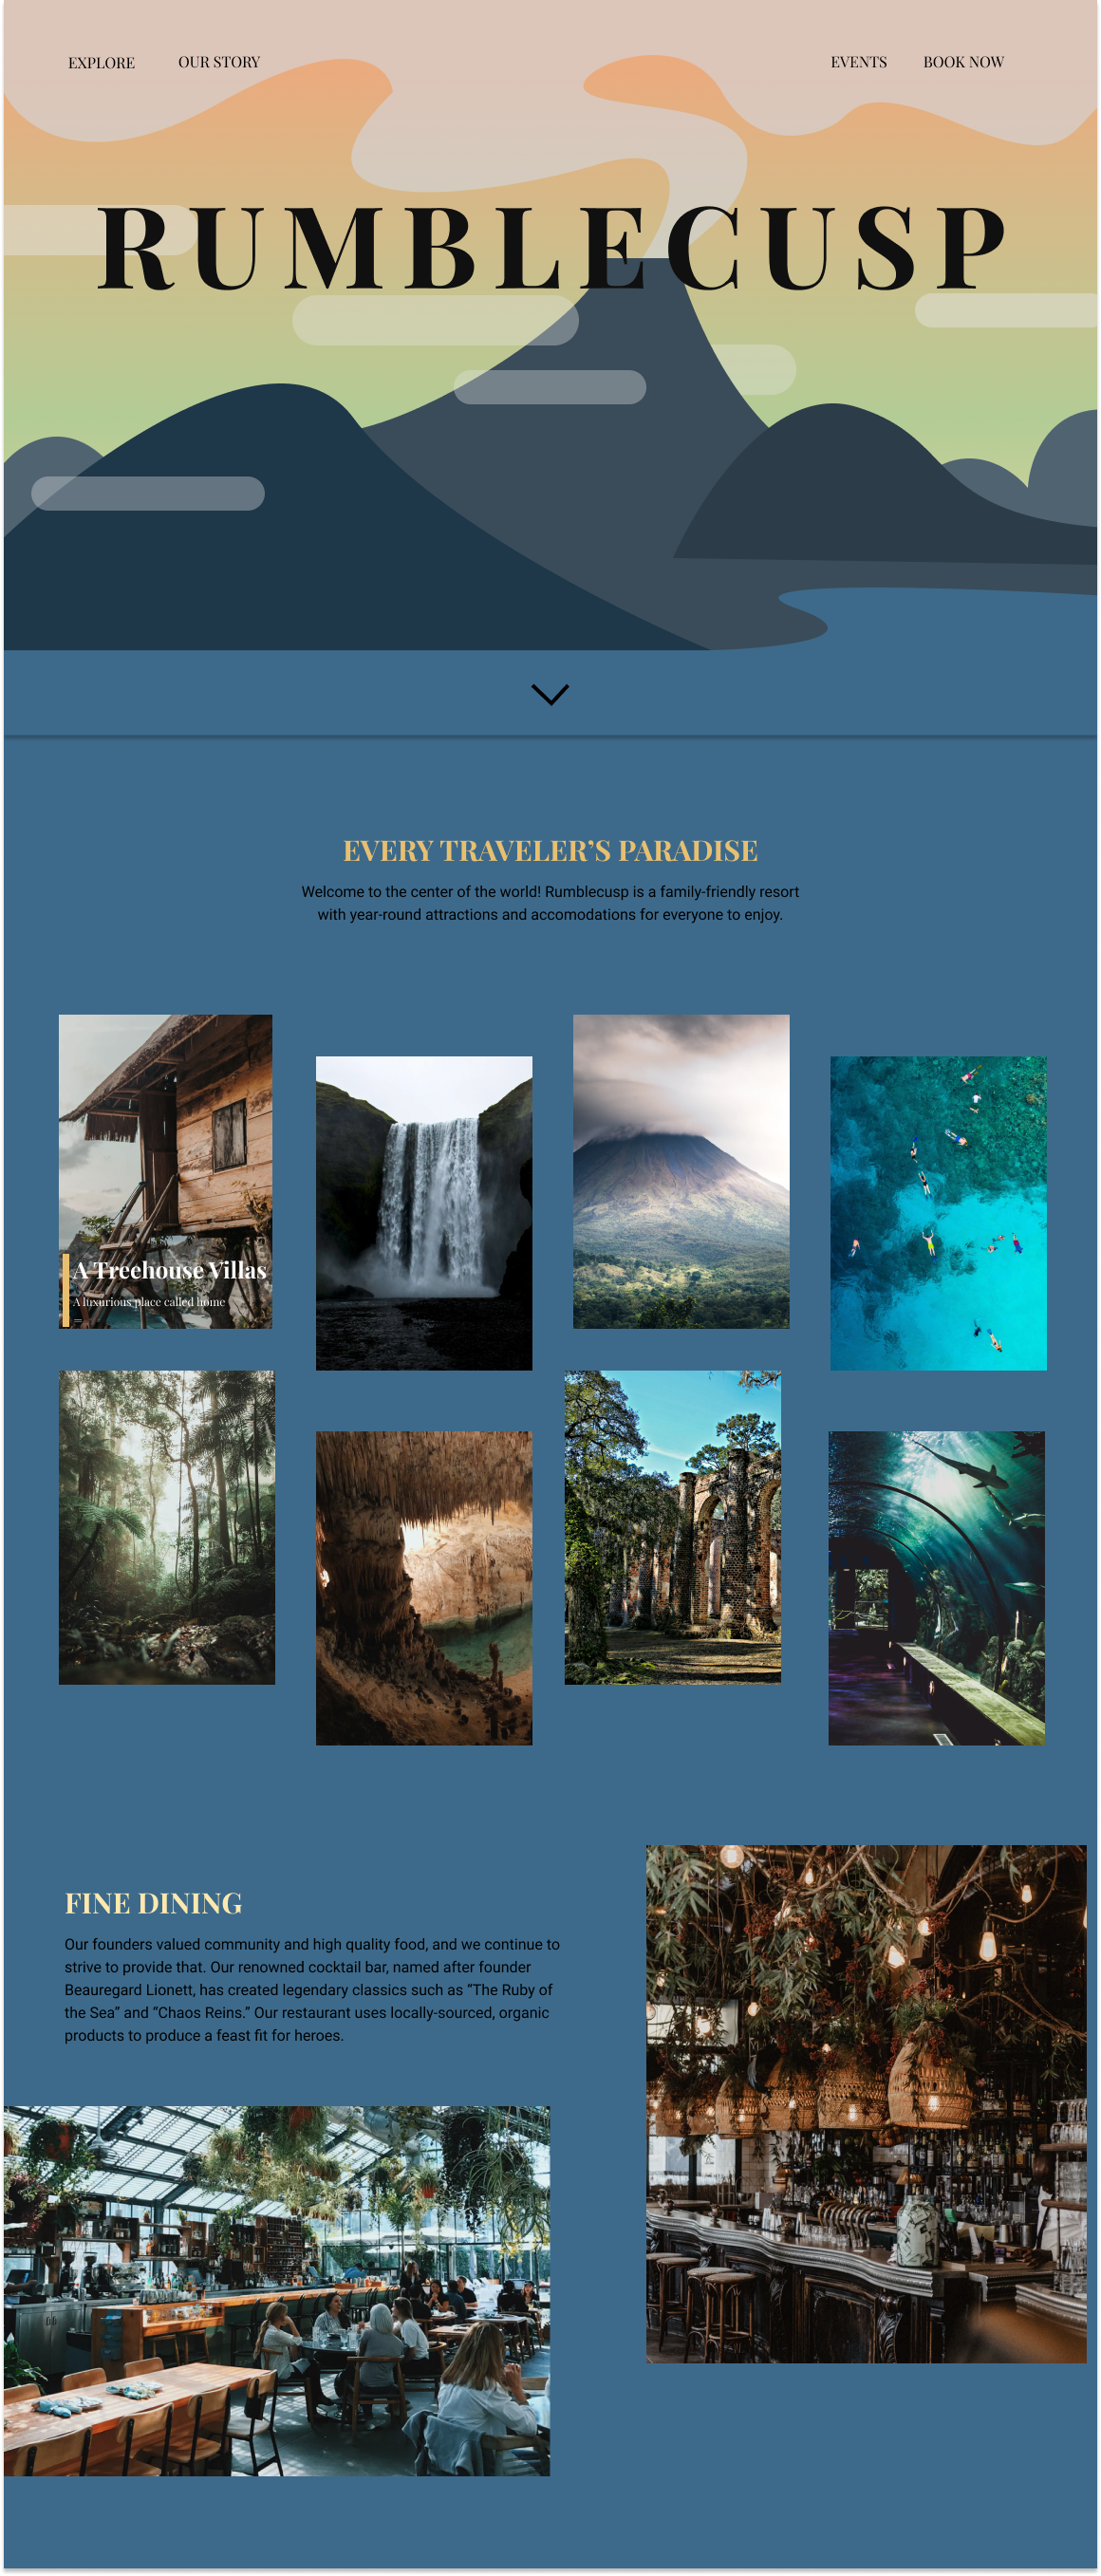 EXPLORE
OUR STORY
EVENTS
BOOK NOW
RUMBLECUSP
EVERY TRAVELER’S PARADISE
Welcome to the center of the world! Rumblecusp is a family-friendly resort
with year-round attractions and accomodations for everyone to enjoy.
A Treehouse Villas
A luxurious place called home
FINE DINING
Our founders valued community and high quality food, and we continue to
strive to provide that. Our renowned cocktail bar, named after founder
Beauregard Lionett, has created legendary classics such as “The Ruby of
the Sea” and “Chaos Reins.” Our restaurant uses locally-sourced, organic
products to produce a feast fit for heroes.